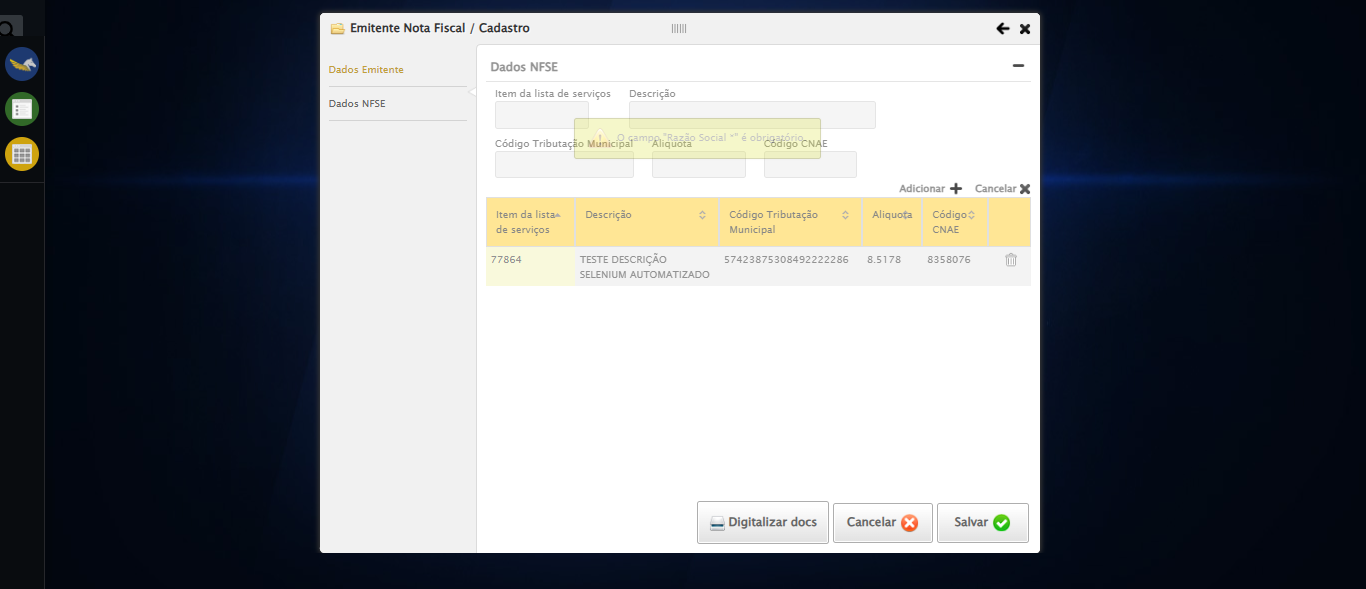 Emitente Nota Fiscal / Cadastro
Dados Emitente
Dados NFSE
Dados NFSE
Item da lista de serviços
Descrição
O campo "Razão Social *" é obrigatório.
Código Tributação Municipal
Aliquota
Código CNAE
Adicionar
Cancelar
Item da lista
de serviços
Descrição
Código Tributação
Municipal
Aliquota
Código
CNAE
77864
TESTE DESCRIÇÃO
SELENIUM AUTOMATIZADO
57423875308492222286
8.5178
8358076
Digitalizar docs
Cancelar
Salvar